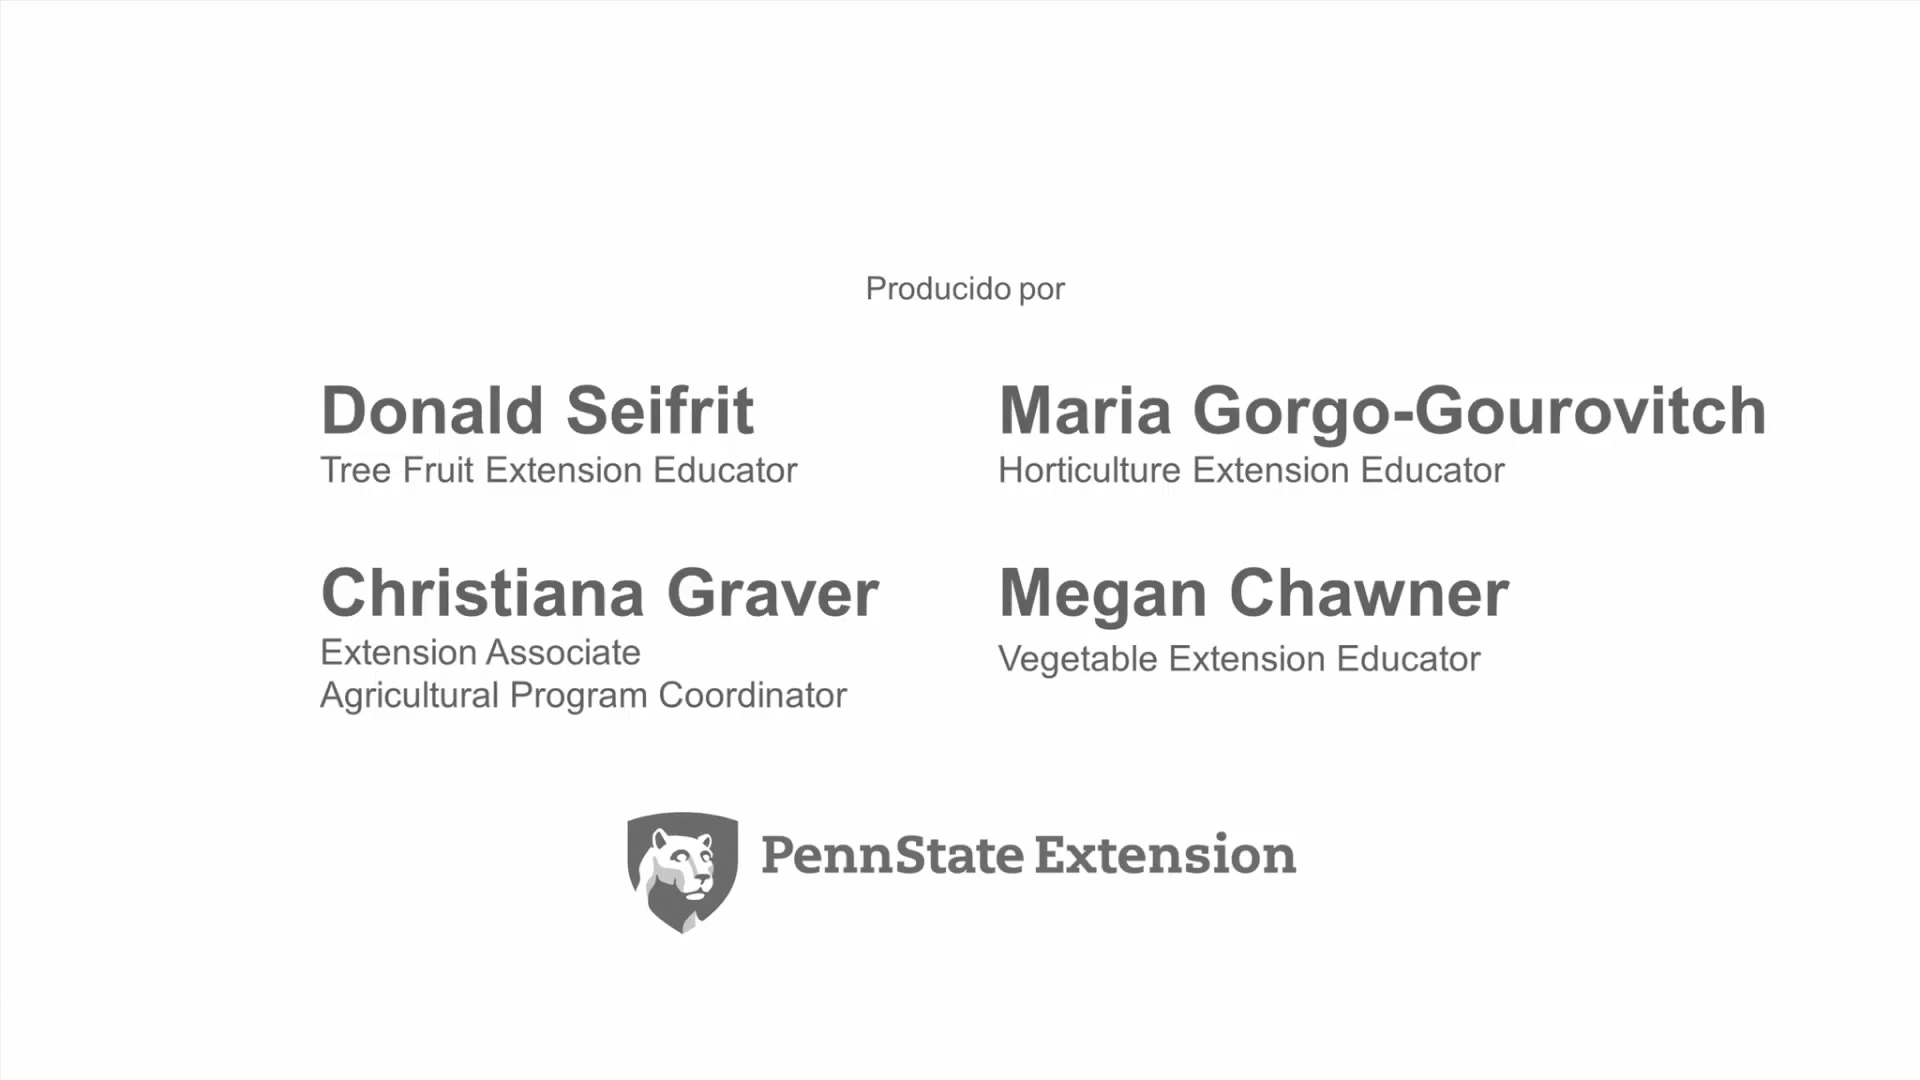 Producido por
Donald Seifrit
Tree Fruit Extension Educator
Maria Gorgo-Gourovitch
Horticulture Extension Educator
Christiana Graver
Extension Associate
Agricultural Program Coordinator
Megan Chawner
Vegetable Extension Educator
PennState Extension